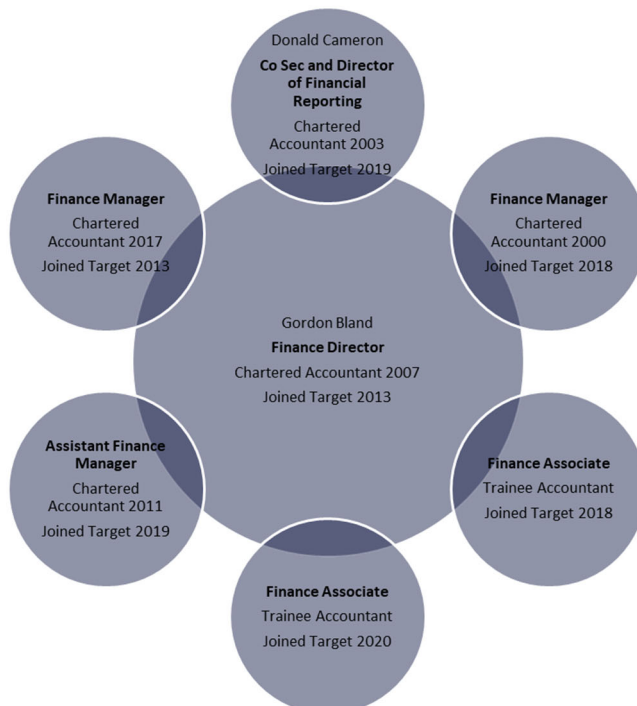 Donald Cameron
Co Sec and Director
of Financial
Reporting
Chartered
Accountant 2003
Joined Target 2019
Finance Manager
Chartered
Accountant 2017
Joined Target 2013
Finance Manager
Chartered
Accountant 2000
Joined Target 2018
Gordon Bland
Finance Director
Chartered Accountant 2007
Joined Target 2013
Assistant Finance
Manager
Chartered
Accountant 2011
Joined Target 2019
Finance Associate
Trainee Accountant
Joined Target 2018
Finance Associate
Trainee Accountant
Joined Target 2020